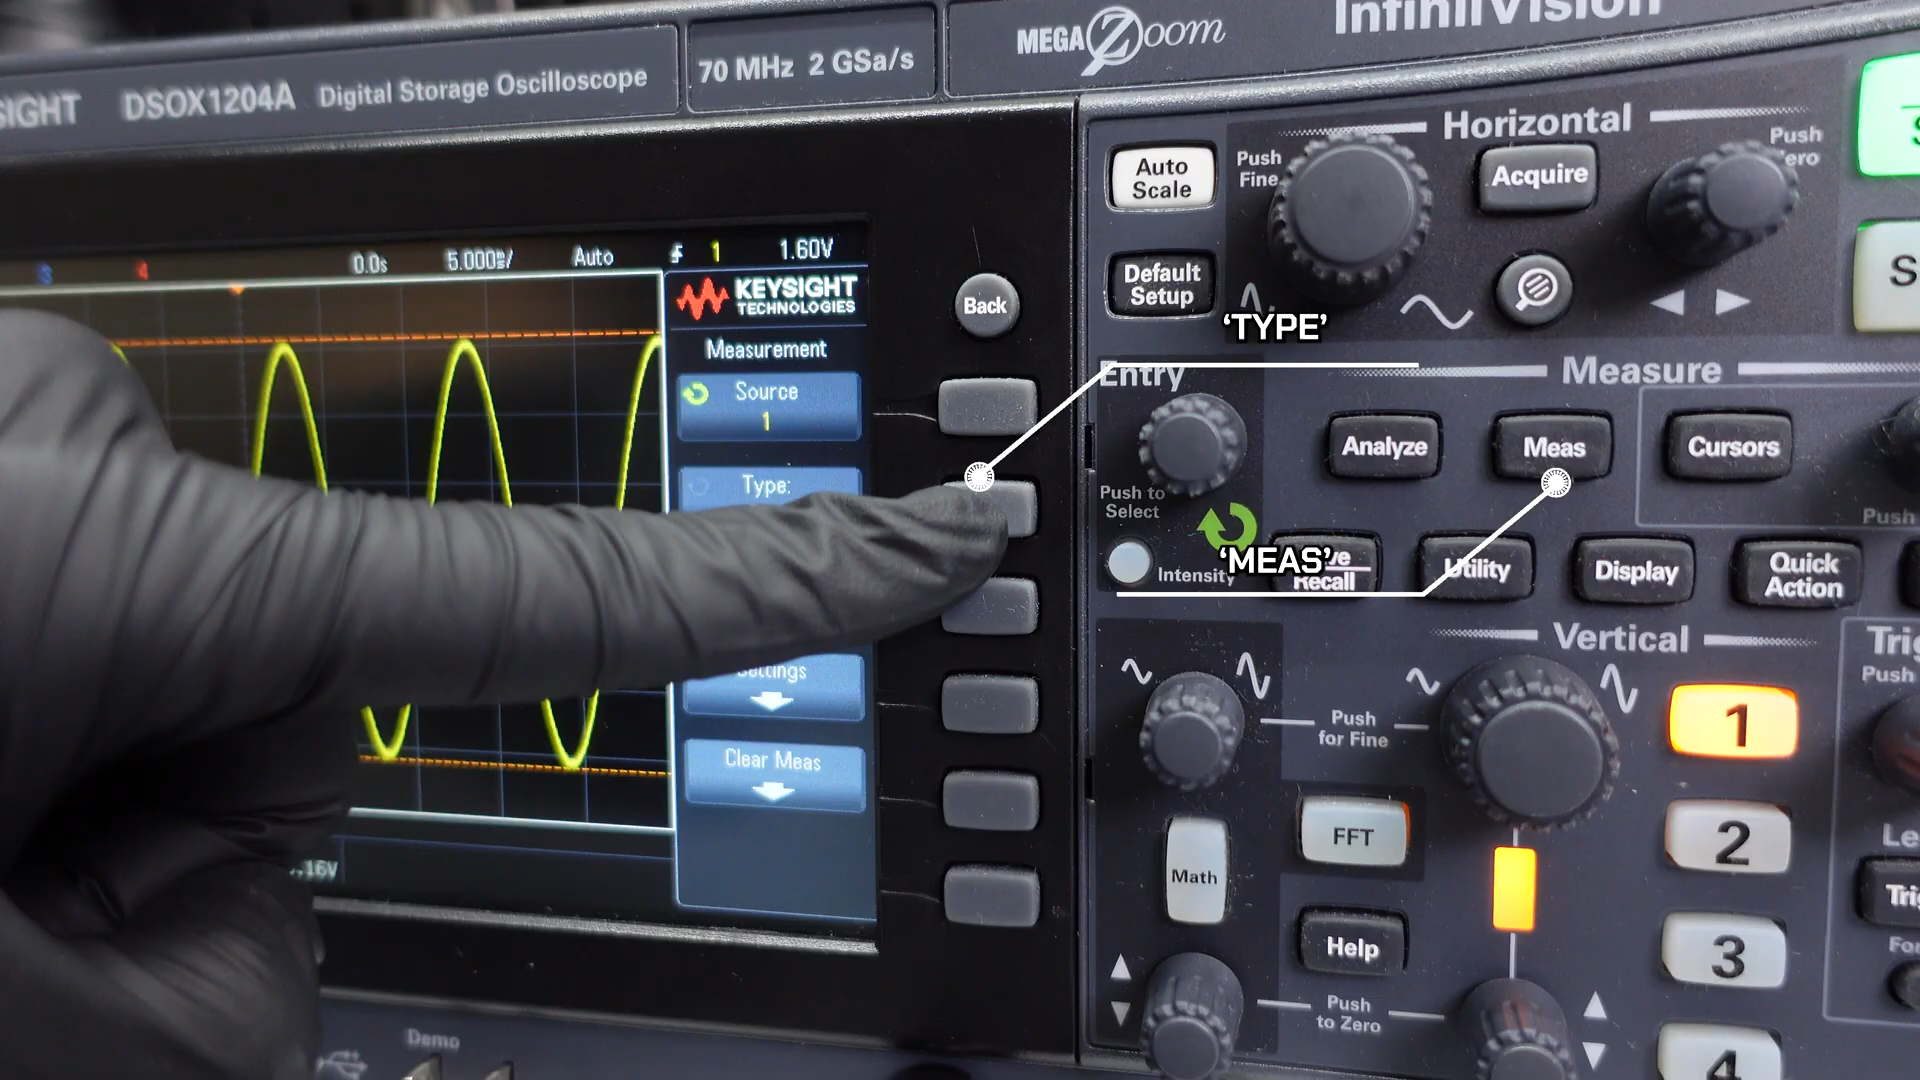 MEGA Zoom
InfiniiVision
70 MHz 2 GSa/s
DSOX1204A Digital Storage Oscilloscope
Horizontal
Auto
Scale
Push
Fine
Acquire
Push
Default
Setup
0.0s 5.000ms/ Auto 1 1.60V
KEYSIGHT
TECHNOLOGIES
Back
Measurement
Source
1
Type:
Settings
Clear Meas
'TYPE'
Entry
Measure
Analyze
Meas
Cursors
Push to
Select
Push
Intensity
'MEAS'
Recall
Utility
Display
Quick
Action
Vertical
Push
Push
for Fine
1
FFT
2
Math
Help
3
Push
to Zero
4
Demo